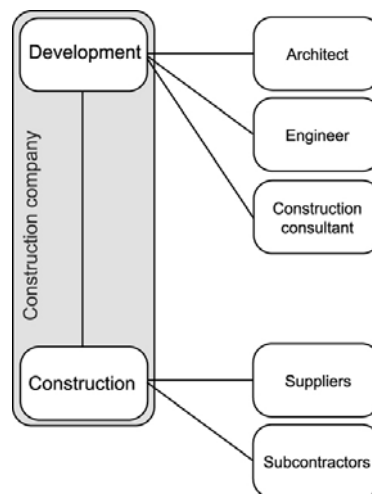 Development
Architect
Engineer
Construction
consultant
Construction company
Construction
Suppliers
Subcontractors